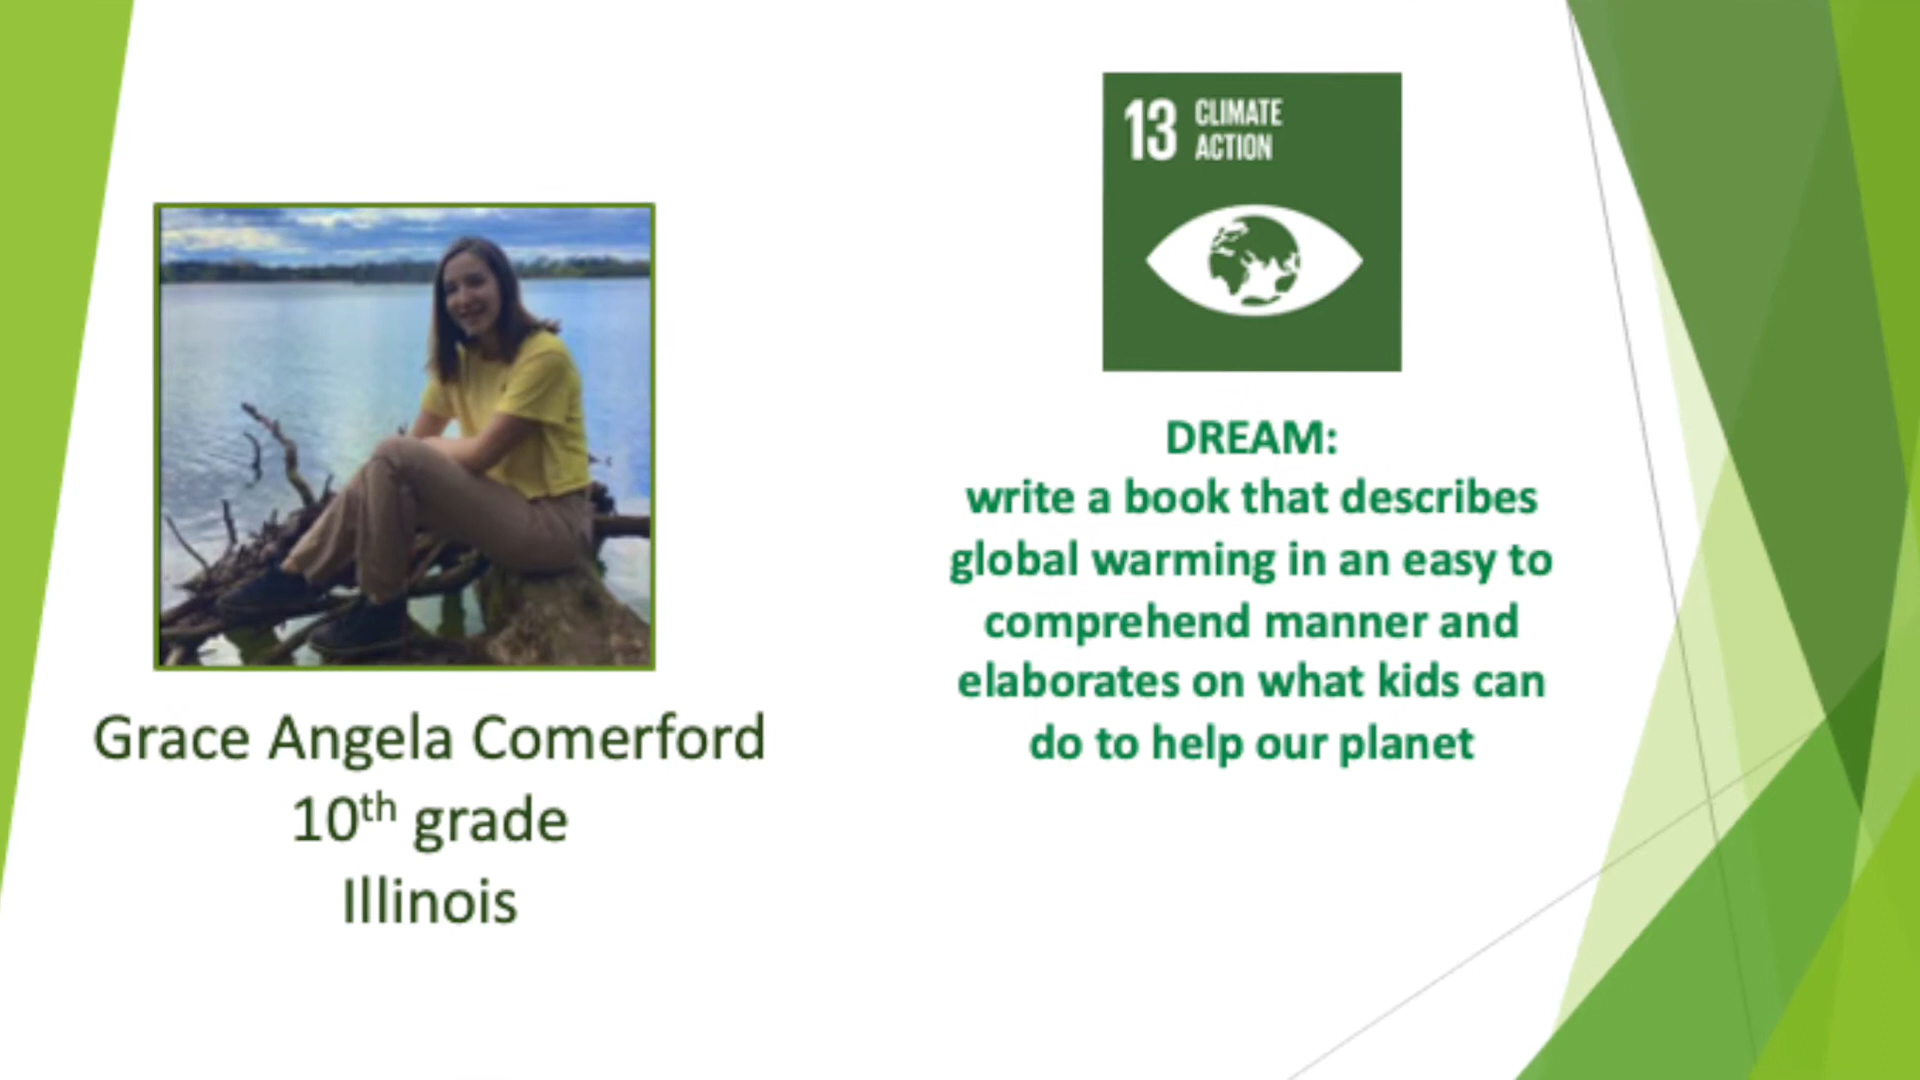 13 CLIMATE
ACTION
DREAM:
write a book that describes
global warming in an easy to
comprehend manner and
elaborates on what kids can
do to help our planet
Grace Angela Comerford
10th grade
Illinois